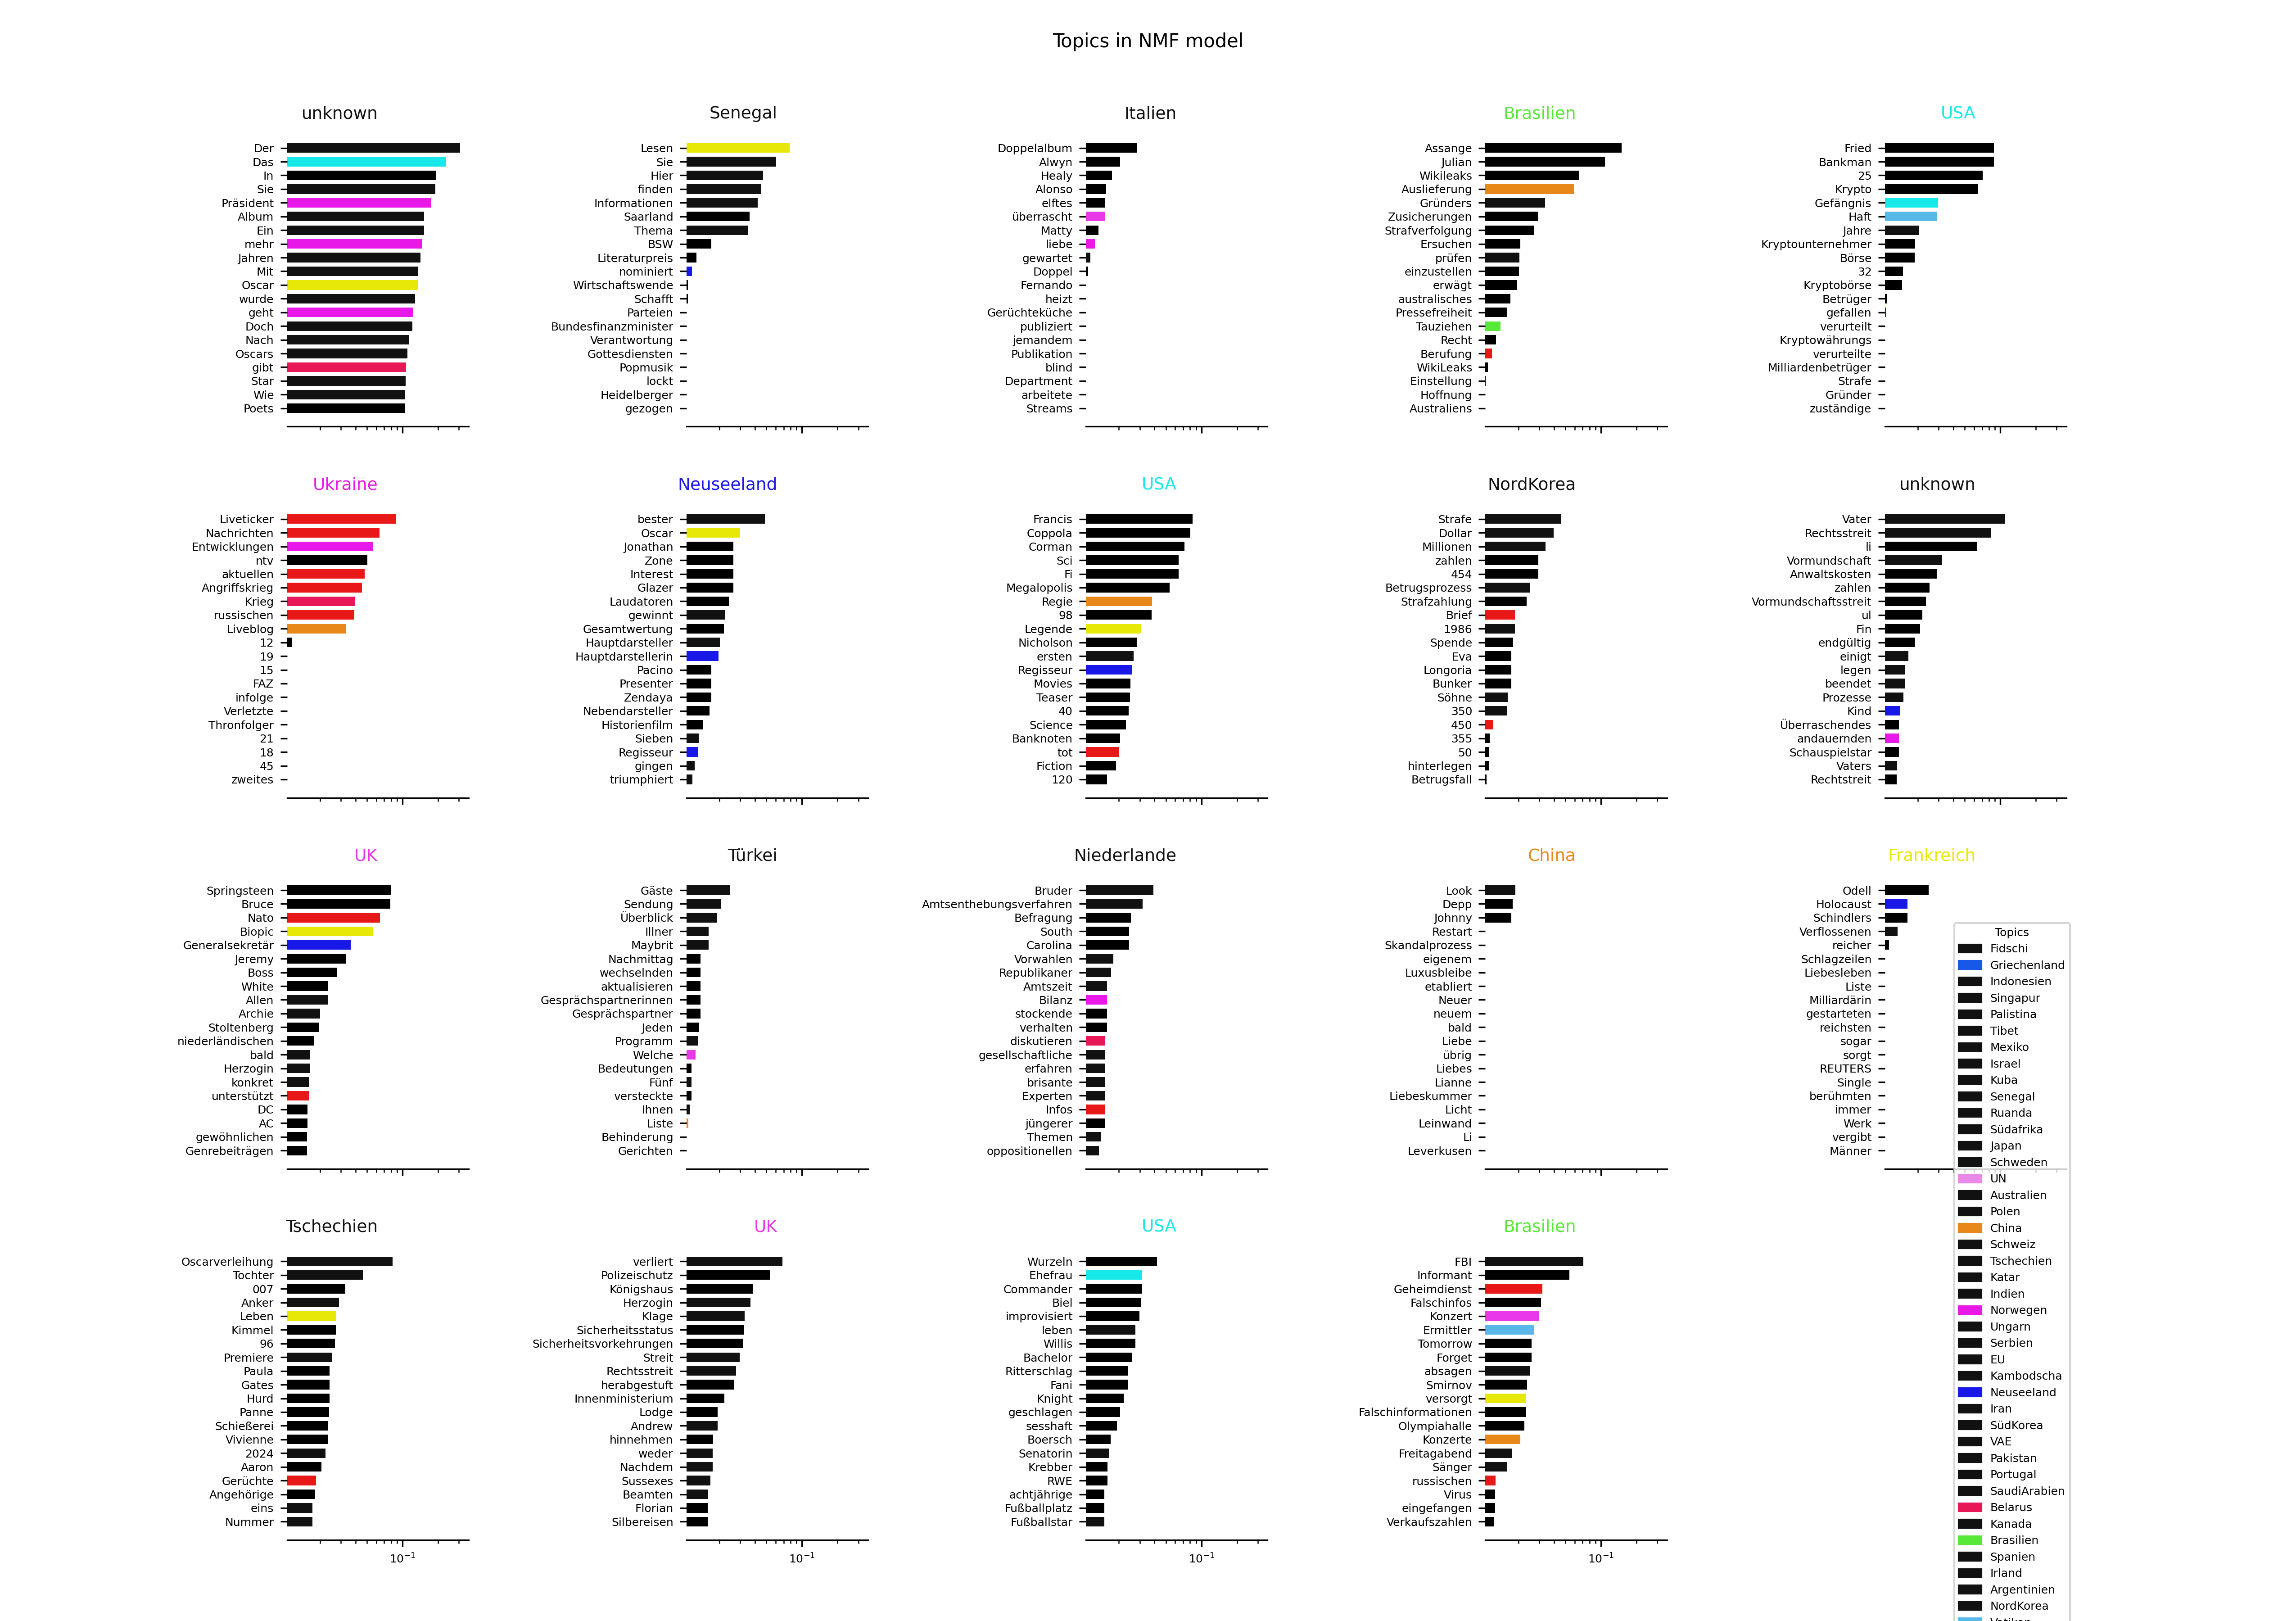 Topics in NMF model
unknown
Der
Das
In
Sie
Präsident
Album
Ein
mehr
Jahren
Mit
Oscar
wurde
geht
Doch
Nach
Oscars
gibt
Star
Wie
Poets
Senegal
Lesen
Sie
Hier
finden
Informationen
Saarland
Thema
BSW
Literaturpreis
nominiert
Wirtschaftswende
Schafft
Parteien
Bundesfinanzminister
Verantwortung
Gottesdiensten
Popmusik
lockt
Heidelberger
gezogen
Italien
Doppelalbum
Alwyn
Healy
Alonso
elftes
überrascht
Matty
liebe
gewartet
Doppel
Fernando
heizt
Gerüchteküche
publiziert
jemandem
Publikation
blind
Department
arbeitete
Streams
Brasilien
Assange
Julian
Wikileaks
Auslieferung
Gründers
Zusicherungen
Strafverfolgung
Ersuchen
prüfen
einzustellen
erwägt
australisches
Pressefreiheit
Tauziehen
Recht
Berufung
WikiLeaks
Einstellung
Hoffnung
Australiens
USA
Fried
Bankman
25
Krypto
Gefängnis
Haft
Jahre
Kryptounternehmer
Börse
32
Kryptobörse
Betrüger
gefallen
verurteilt
Kryptowährungs
verurteilte
Milliardenbetrüger
Strafe
Gründer
zuständige
Ukraine
Liveticker
Nachrichten
Entwicklungen
ntv
aktuellen
Angriffskrieg
Krieg
russischen
Liveblog
12
19
15
FAZ
infolge
Verletzte
Thronfolger
21
18
45
zweites
Neuseeland
bester
Oscar
Jonathan
Zone
Interest
Glazer
Laudatoren
gewinnt
Gesamtwertung
Hauptdarsteller
Hauptdarstellerin
Pacino
Presenter
Zendaya
Nebendarsteller
Historienfilm
Sieben
Regisseur
gingen
triumphiert
USA
Francis
Coppola
Corman
Sci
Fi
Megalopolis
Regie
98
Legende
Nicholson
ersten
Regisseur
Movies
Teaser
40
Science
Banknoten
tot
Fiction
120
NordKorea
Strafe
Dollar
Millionen
zahlen
454
Betrugsprozess
Strafzahlung
Brief
1986
Spende
Eva
Longoria
Bunker
Söhne
350
450
355
50
hinterlegen
Betrugsfall
unknown
Vater
Rechtsstreit
li
Vormundschaft
Anwaltskosten
zahlen
Vormundschaftsstreit
ul
Fin
endgültig
einigt
legen
beendet
Prozesse
Kind
Überraschendes
andauernden
Schauspielstar
Vaters
Rechtstreit
UK
Springsteen
Bruce
Nato
Biopic
Generalsekretär
Jeremy
Boss
White
Allen
Archie
Stoltenberg
niederländischen
bald
Herzogin
konkret
unterstützt
DC
AC
gewöhnlichen
Genrebeiträgen
Türkei
Gäste
Sendung
Überblick
Illner
Maybrit
Nachmittag
wechselnden
aktualisieren
Gesprächspartnerinnen
Gesprächspartner
Jeden
Programm
Welche
Bedeutungen
Fünf
versteckte
Ihnen
Liste
Behinderung
Gerichten
Niederlande
Bruder
Amtsenthebungsverfahren
Befragung
South
Carolina
Vorwahlen
Republikaner
Amtszeit
Bilanz
stockende
verhalten
diskutieren
gesellschaftliche
erfahren
brisante
Experten
Infos
jüngerer
Themen
oppositionellen
China
Look
Depp
Johnny
Restart
Skandalprozess
eigenem
Luxusbleibe
etabliert
Neuer
neuem
bald
Liebe
übrig
Liebes
Lianne
Liebeskummer
Licht
Leinwand
Li
Leverkusen
Frankreich
Odell
Holocaust
Schindlers
Verflossenen
reicher
Schlagzeilen
Liebesleben
Liste
Milliardärin
gestarteten
reichsten
sogar
sorgt
REUTERS
Single
berühmten
immer
Werk
vergibt
Männer
Tschechien
Oscarverleihung
Tochter
007
Anker
Leben
Kimmel
96
Premiere
Paula
Gates
Hurd
Panne
Schießerei
Vivienne
2024
Aaron
Gerüchte
Angehörige
eins
Nummer
10⁻¹
UK
verliert
Polizeischutz
Königshaus
Herzogin
Klage
Sicherheitsstatus
Sicherheitsvorkehrungen
Streit
Rechtsstreit
herabgestuft
Innenministerium
Lodge
Andrew
hinnehmen
weder
Nachdem
Sussexes
Beamten
Florian
Silbereisen
10⁻¹
USA
Wurzeln
Ehefrau
Commander
Biel
improvisiert
leben
Willis
Bachelor
Ritterschlag
Fani
Knight
geschlagen
sesshaft
Boersch
Senatorin
Krebber
RWE
achtjährige
Fußballplatz
Fußballstar
10⁻¹
Brasilien
FBI
Informant
Geheimdienst
Falschinfos
Konzert
Ermittler
Tomorrow
Forget
absagen
Smirnov
versorgt
Falschinformationen
Olympiahalle
Konzerte
Freitagabend
Sänger
russischen
Virus
eingefangen
Verkaufszahlen
10⁻¹
Topics
Fidschi
Griechenland
Indonesien
Singapur
Palistina
Tibet
Mexiko
Israel
Kuba
Senegal
Ruanda
Südafrika
Japan
Schweden
UN
Australien
Polen
China
Schweiz
Tschechien
Katar
Indien
Norwegen
Ungarn
Serbien
EU
Kambodscha
Neuseeland
Iran
SüdKorea
VAE
Pakistan
Portugal
SaudiArabien
Belarus
Kanada
Brasilien
Spanien
Irland
Argentinien
NordKorea